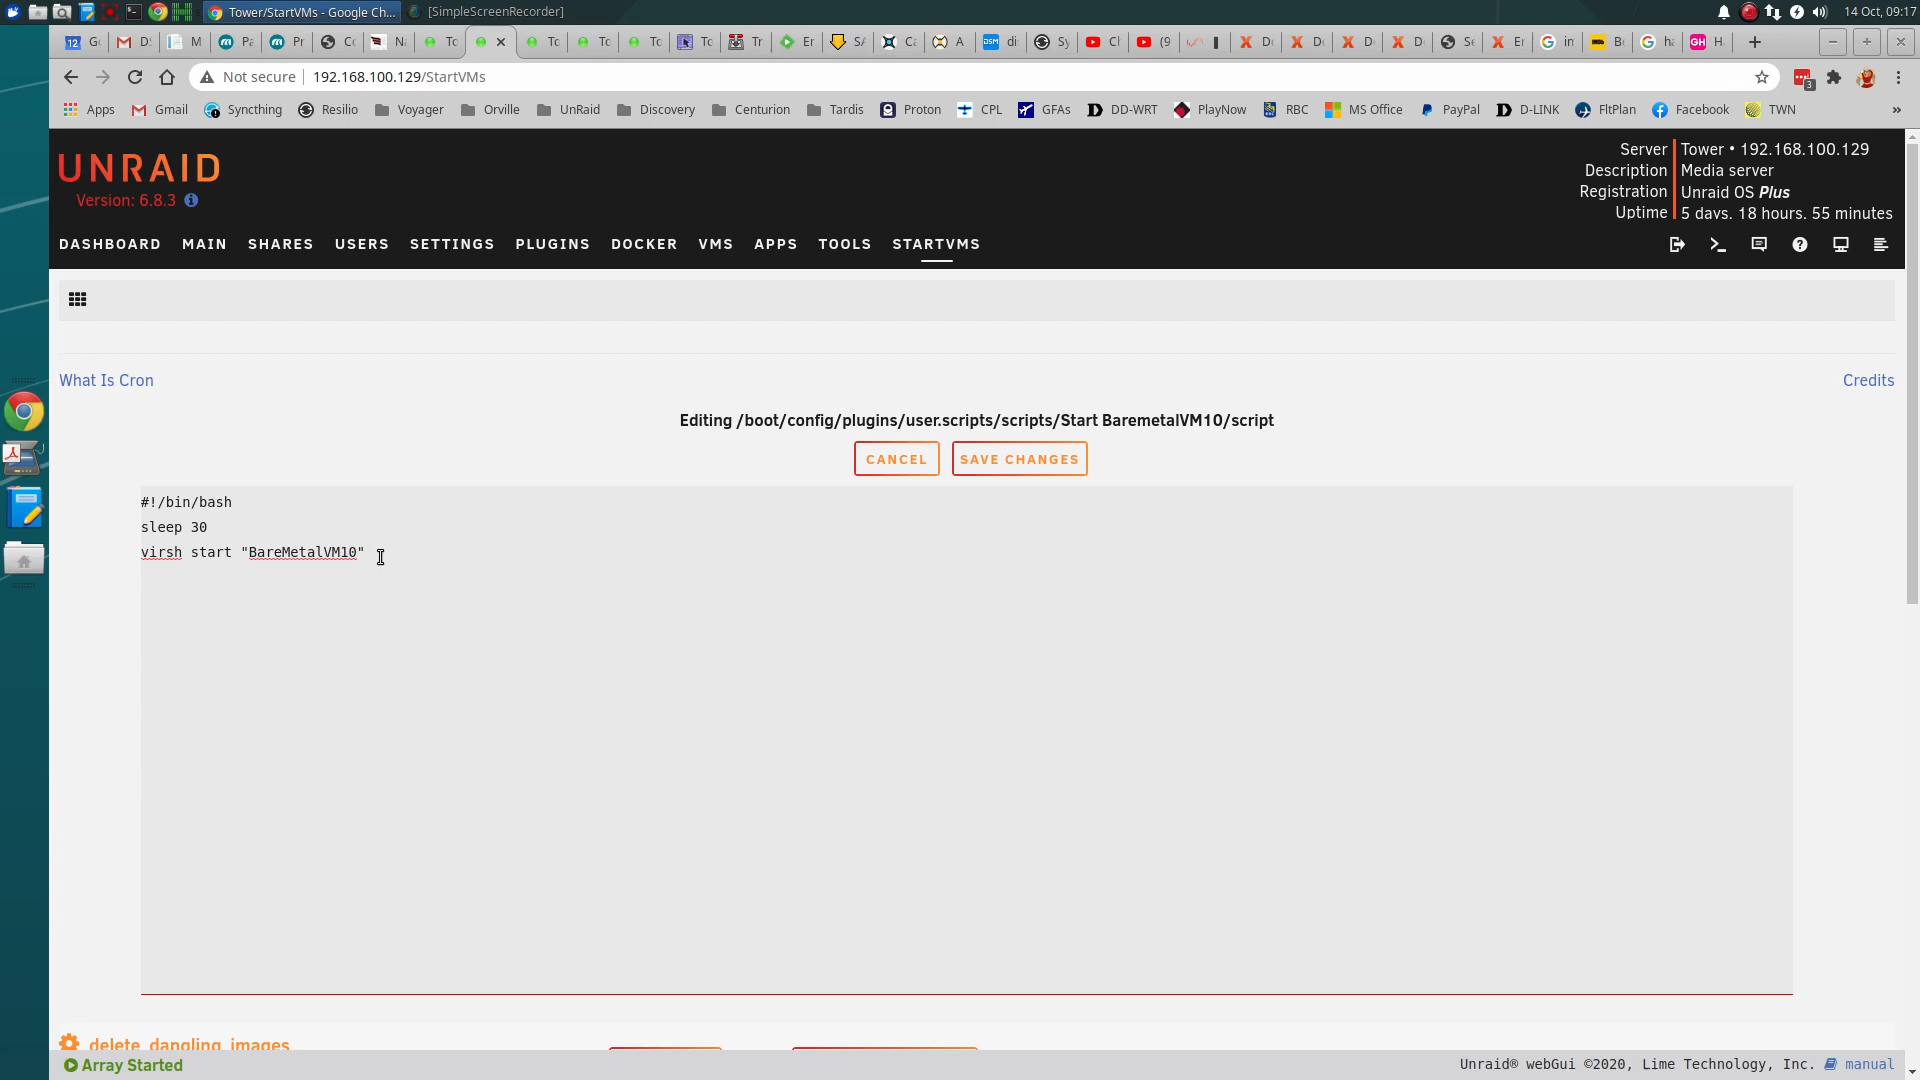 Tower/StartVMs - Google Ch...
[SimpleScreenRecorder]
14 Oct, 09:17
Not secure
192.168.100.129/StartVMs
Apps
Gmail
Syncthing
Resilio
Voyager
Orville
UnRaid
Discovery
Centurion
Tardis
Proton
CPL
GFAs
DD-WRT
PlayNow
RBC
MS Office
PayPal
D-LINK
FltPlan
Facebook
TWN
»
UNRAID
Version: 6.8.3
Server
Tower • 192.168.100.129
Description
Media server
Registration
Unraid OS Plus
Uptime
5 days, 18 hours, 55 minutes
DASHBOARD
MAIN
SHARES
USERS
SETTINGS
PLUGINS
DOCKER
VMS
APPS
TOOLS
STARTVMS
What Is Cron
Credits
Editing /boot/config/plugins/user.scripts/scripts/Start BaremetalVM10/script
CANCEL
SAVE CHANGES
#!/bin/bash
sleep 30
virsh start "BareMetalVM10"
delete_dangling_images
Array Started
Unraid® webGui ©2020, Lime Technology, Inc.
manual